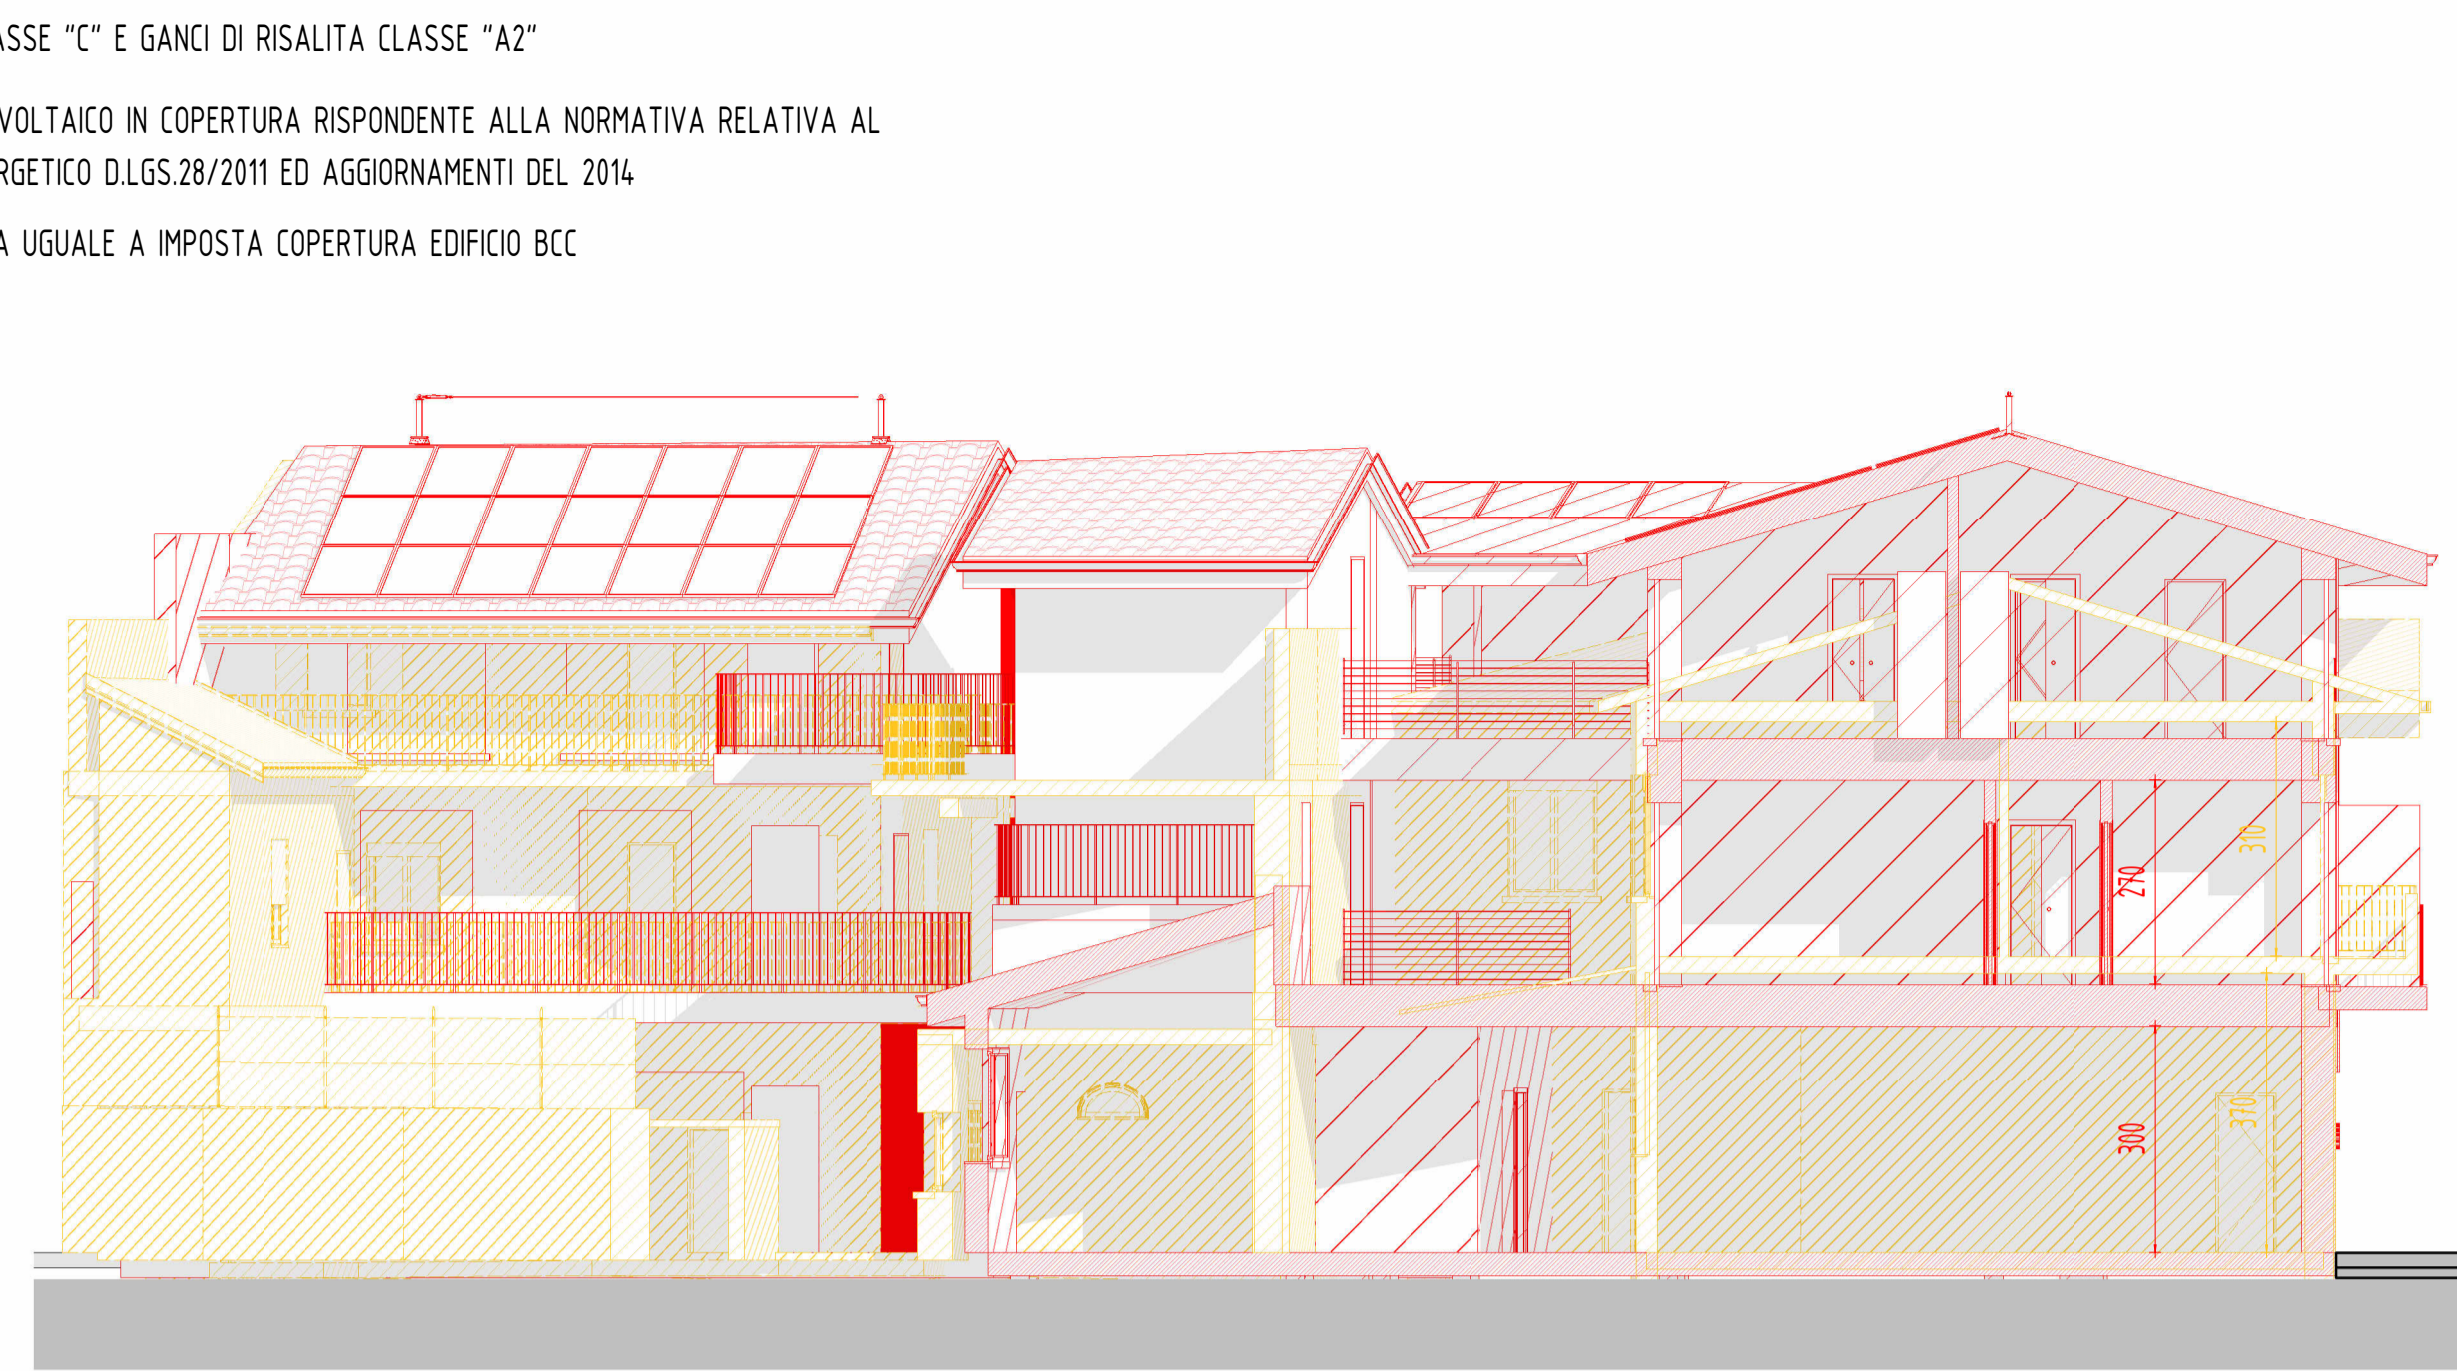 ASSE "C" E GANCI DI RISALITA CLASSE "A2"
VOLTAICO IN COPERTURA RISPONDENTE ALLA NORMATIVA RELATIVA AL
RGETICO D.LGS.28/2011 ED AGGIORNAMENTI DEL 2014
A UGUALE A IMPOSTA COPERTURA EDIFICIO BCC
310
270
370
300